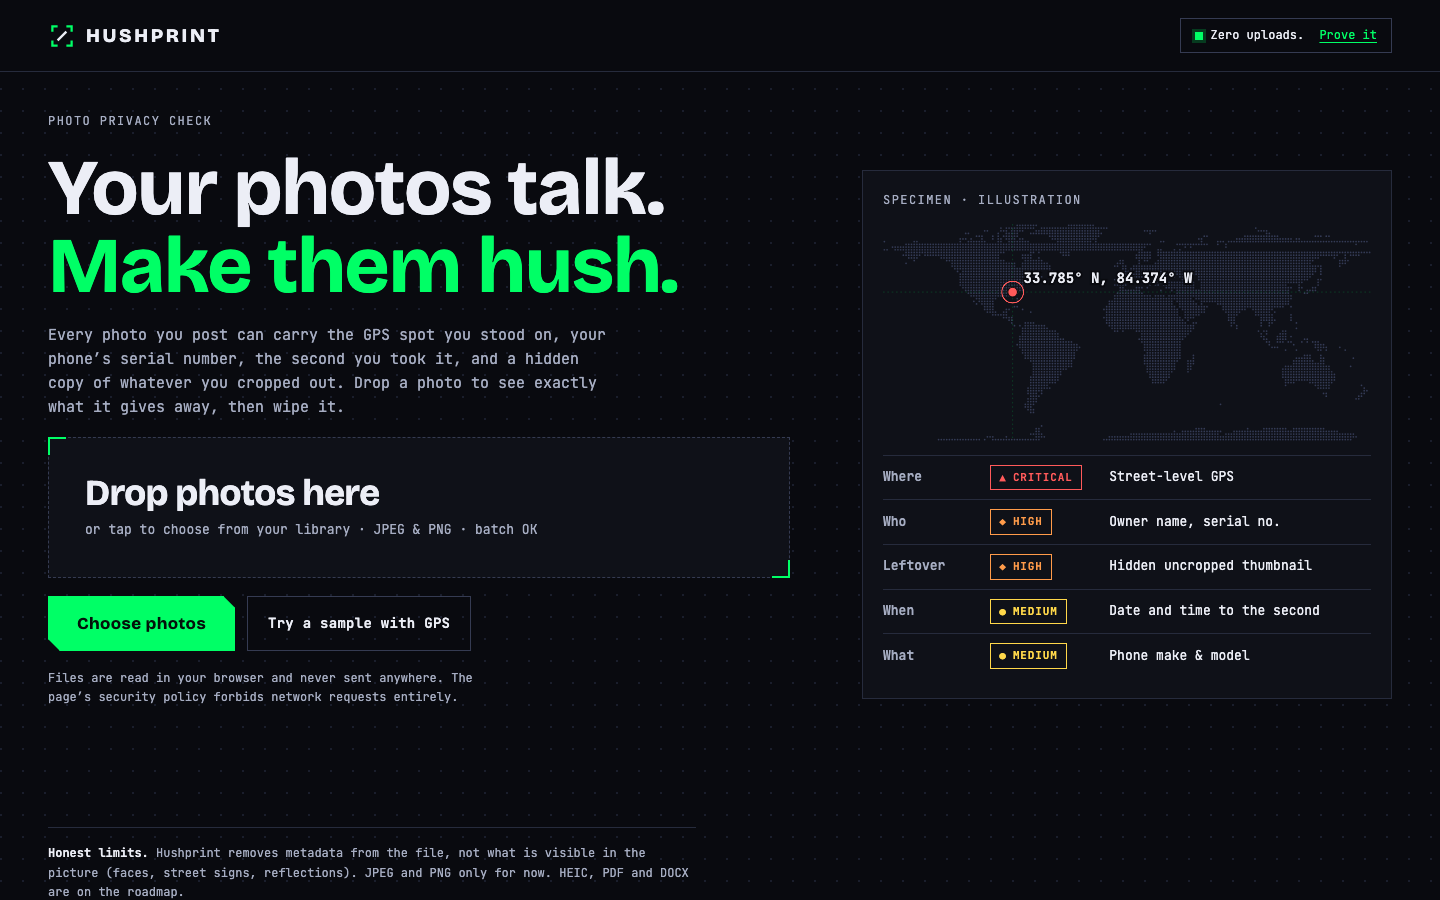 HUSHPRINT
Zero uploads. Prove it
PHOTO PRIVACY CHECK
Your photos talk.
Make them hush.
Every photo you post can carry the GPS spot you stood on, your
phone’s serial number, the second you took it, and a hidden
copy of whatever you cropped out. Drop a photo to see exactly
what it gives away, then wipe it.
Drop photos here
or tap to choose from your library · JPEG & PNG · batch OK
Choose photos
Try a sample with GPS
Files are read in your browser and never sent anywhere. The
page’s security policy forbids network requests entirely.
SPECIMEN · ILLUSTRATION
33.785° N, 84.374° W
Where ▲ CRITICAL Street-level GPS
Who ◆ HIGH Owner name, serial no.
Leftover ◆ HIGH Hidden uncropped thumbnail
When ● MEDIUM Date and time to the second
What ● MEDIUM Phone make & model
Honest limits. Hushprint removes metadata from the file, not what is visible in the
picture (faces, street signs, reflections). JPEG and PNG only for now. HEIC, PDF and DOCX
are on the roadmap.